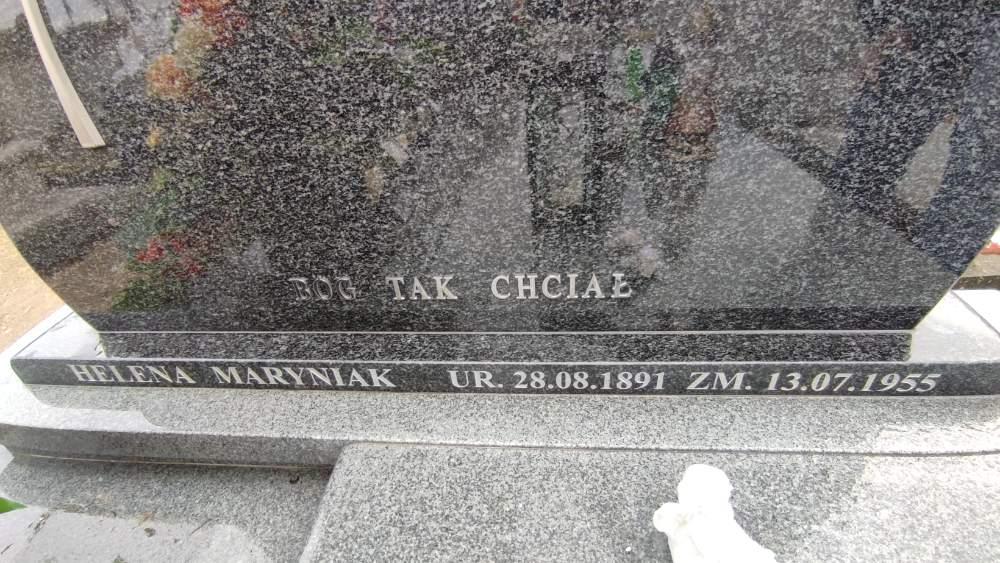 BÓG TAK CHCIAŁ
HELENA MARYNIAK UR. 28.08.1891 ZM. 13.07.1955